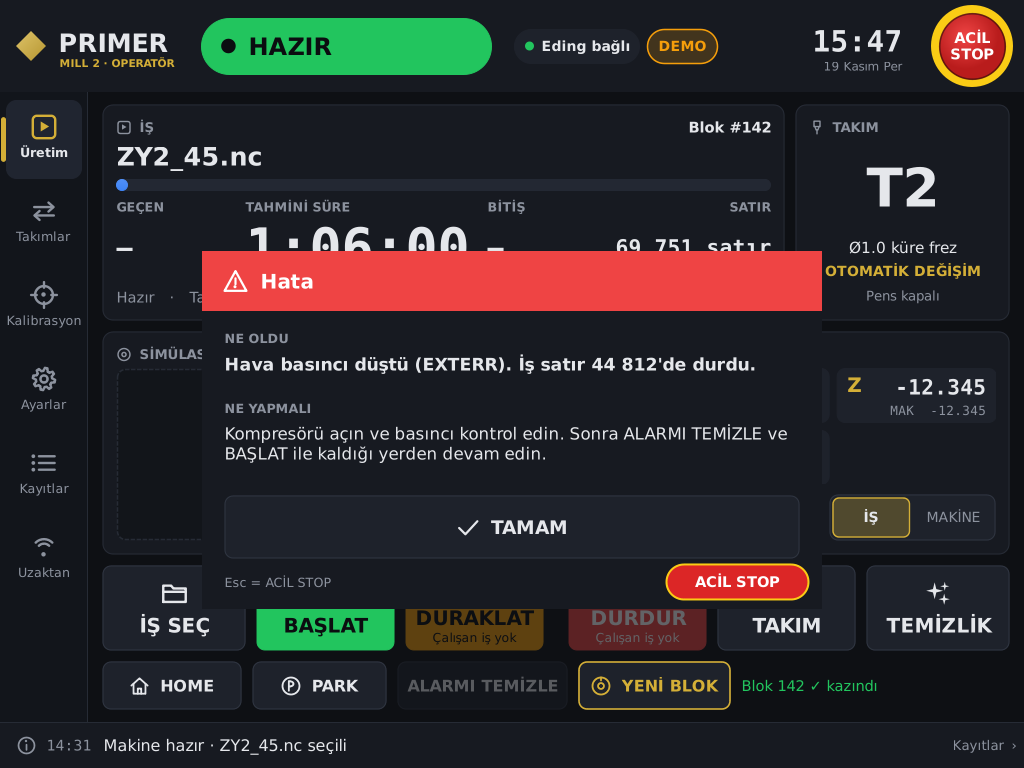 PRIMER
MILL 2 · OPERATÖR
HAZIR
Eding bağlı
DEMO
15:47
19 Kasım Per
ACİL
STOP
Üretim
Takımlar
Kalibrasyon
Ayarlar
Kayıtlar
Uzaktan
İŞ
Blok #142
ZY2_45.nc
GEÇEN
TAHMİNİ SÜRE
BİTİŞ
SATIR
—
1:06:00
—
69 751 satır
Hazır · Ta
TAKIM
T2
Ø1.0 küre frez
OTOMATİK DEĞİŞİM
Pens kapalı
SİMÜLAS
Hata
NE OLDU
Hava basıncı düştü (EXTERR). İş satır 44 812'de durdu.
NE YAPMALI
Kompresörü açın ve basıncı kontrol edin. Sonra ALARMI TEMİZLE ve
BAŞLAT ile kaldığı yerden devam edin.
TAMAM
Esc = ACİL STOP
ACİL STOP
Z
-12.345
MAK -12.345
İŞ
MAKİNE
İŞ SEÇ
BAŞLAT
DURAKLAT
Çalışan iş yok
DURDUR
Çalışan iş yok
TAKIM
TEMİZLİK
HOME
PARK
ALARMI TEMİZLE
YENİ BLOK
Blok 142 ✓ kazındı
14:31 Makine hazır · ZY2_45.nc seçili
Kayıtlar ›